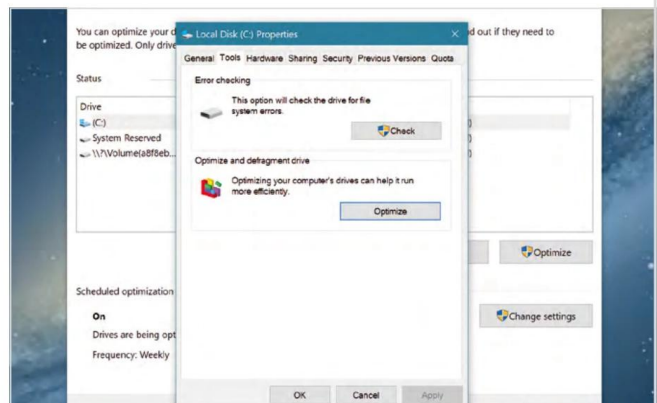 You can optimize your d
nd out if they need to
be optimized. Only drive
Status
Drive
(C:)
System Reserved
\\?\Volume{a8f8eb...
Optimize
Scheduled optimization
On
Change settings
Drives are being opt
Frequency: Weekly
Local Disk (C:) Properties
General Tools Hardware Sharing Security Previous Versions Quota
Error checking
This option will check the drive for file
system errors.
Check
Optimize and defragment drive
Optimizing your computer's drives can help it run
more efficiently.
Optimize
OK Cancel Apply